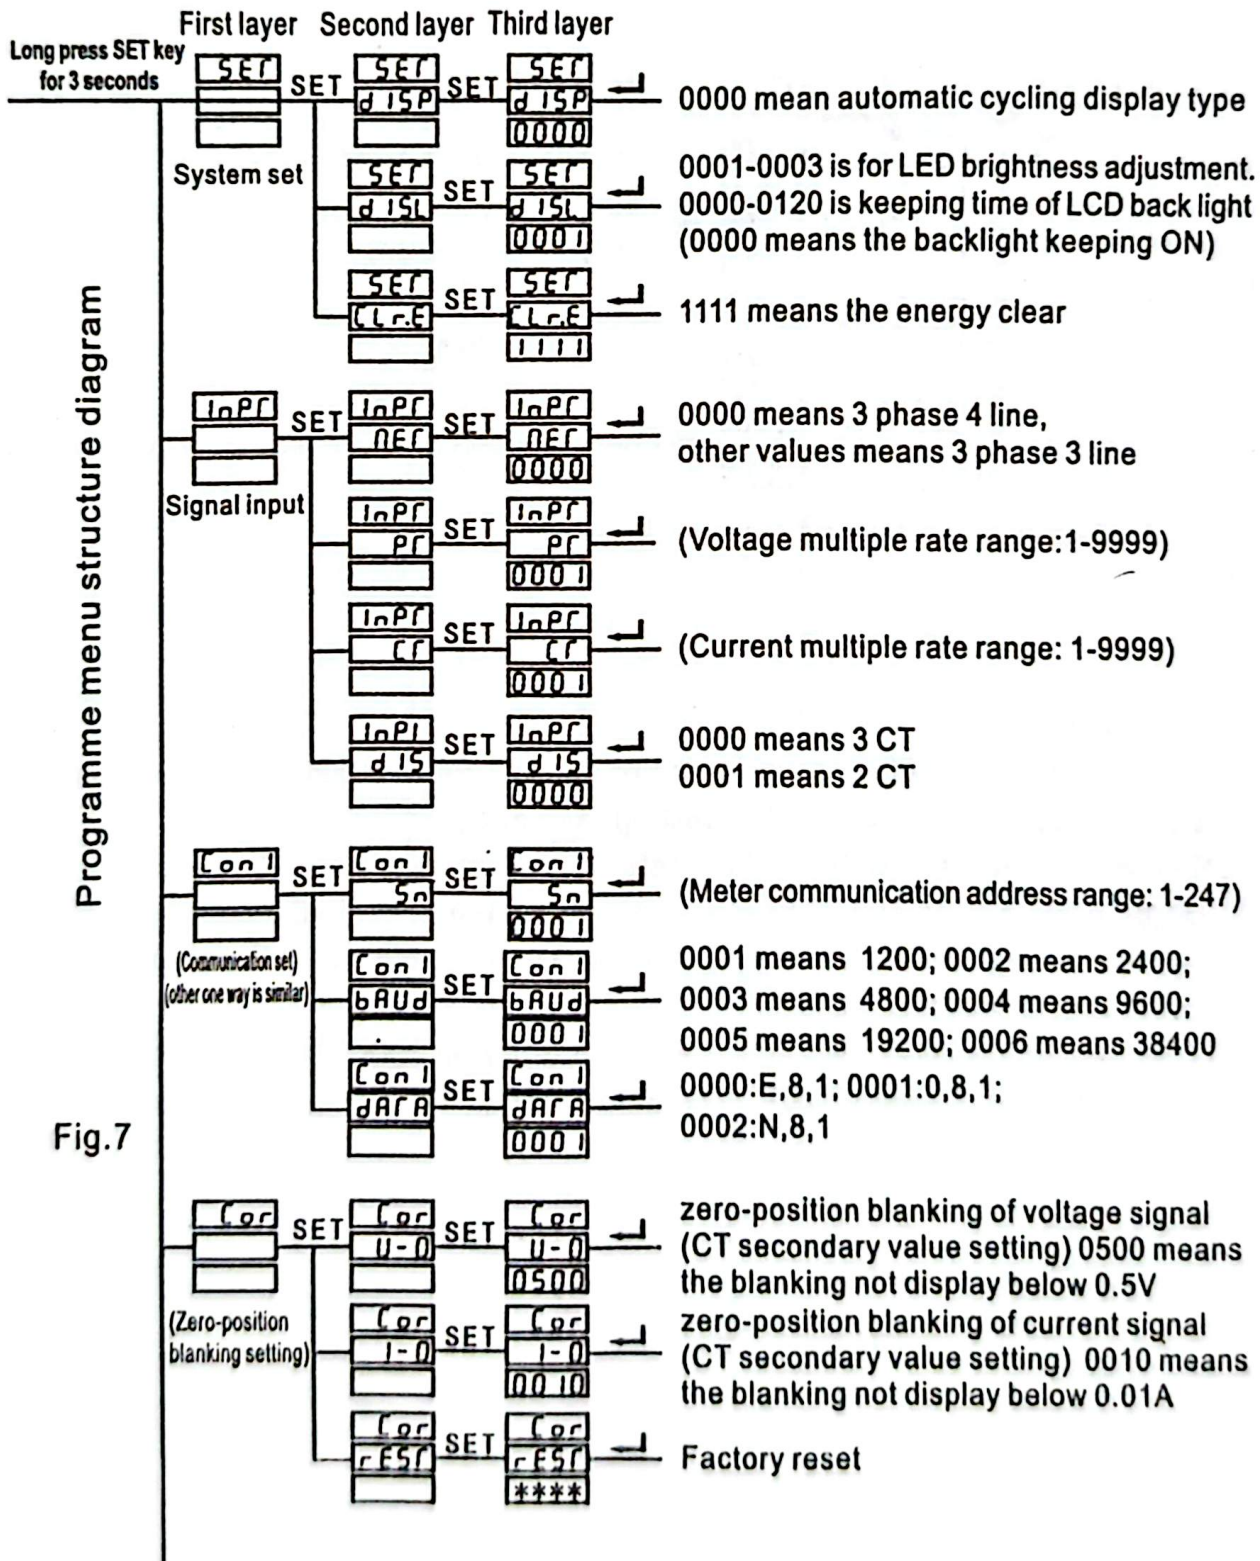 First layer Second layer Third layer
Long press SET key
for 3 seconds
SET SET SET
SET SET
dISP dISP
0000
0000 mean automatic cycling display type
System set
SET SET
dISL SET dISL
0001
0001-0003 is for LED brightness adjustment.
0000-0120 is keeping time of LCD back light
(0000 means the backlight keeping ON)
SET SET
CLr.E SET CLr.E
1111
1111 means the energy clear
Programme menu structure diagram
InPT InPT InPT
SET SET
nET nET
0000
0000 means 3 phase 4 line,
other values means 3 phase 3 line
Signal input
InPT InPT
PT SET PT
0001
(Voltage multiple rate range:1-9999)
InPT InPT
CT SET CT
0001
(Current multiple rate range: 1-9999)
InPI InPT
dIS SET dIS
0000
0000 means 3 CT
0001 means 2 CT
Con1 Con1 Con1
SET SET
Sn Sn
0001
(Meter communication address range: 1-247)
(Communication set)
(other one way is similar)
Con1 Con1
bAUd SET bAUd
0001
0001 means 1200; 0002 means 2400;
0003 means 4800; 0004 means 9600;
0005 means 19200; 0006 means 38400
Con1 Con1
dATA SET dATA
0001
0000:E,8,1; 0001:0,8,1;
0002:N,8,1
Fig.7
Cor Cor Cor
SET SET
U-0 U-0
0500
zero-position blanking of voltage signal
(CT secondary value setting) 0500 means
the blanking not display below 0.5V
(Zero-position
blanking setting)
Cor Cor
I-0 SET I-0
0010
zero-position blanking of current signal
(CT secondary value setting) 0010 means
the blanking not display below 0.01A
Cor Cor
rEST SET rEST
****
Factory reset